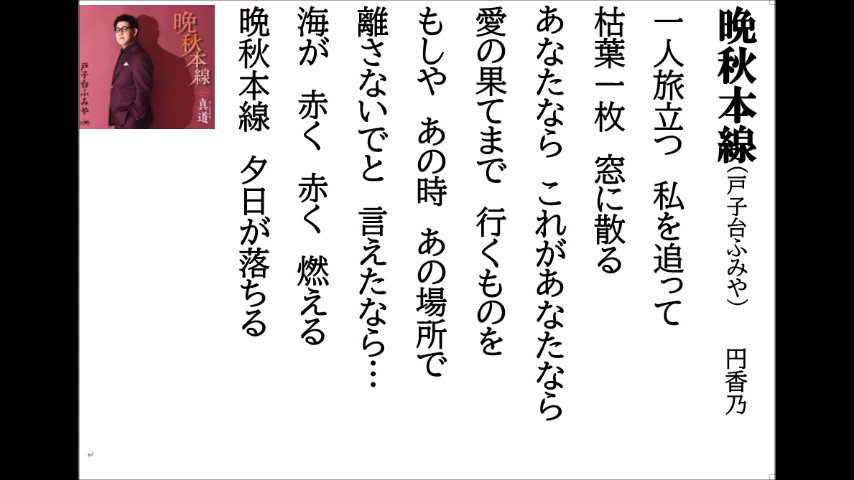 晩秋本線(戸子台ふみや) 円香乃
一人旅立つ 私を追って
枯葉一枚 窓に散る
あなたなら これがあなたなら
愛の果てまで 行くものを
もしや あの時 あの場所で
離さないでと 言えたなら…
海が 赤く 赤く 燃える
晩秋本線 夕日が落ちる
晩秋本線
真道
戸子台ふみや